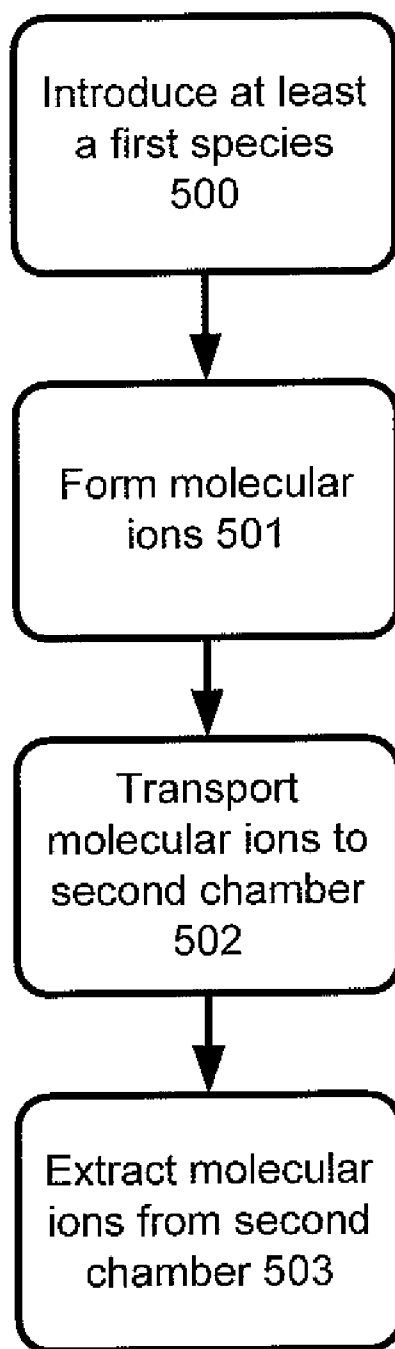 Introduce at least
a first species
500
Form molecular
ions 501
Transport
molecular ions to
second chamber
502
Extract molecular
ions from second
chamber 503